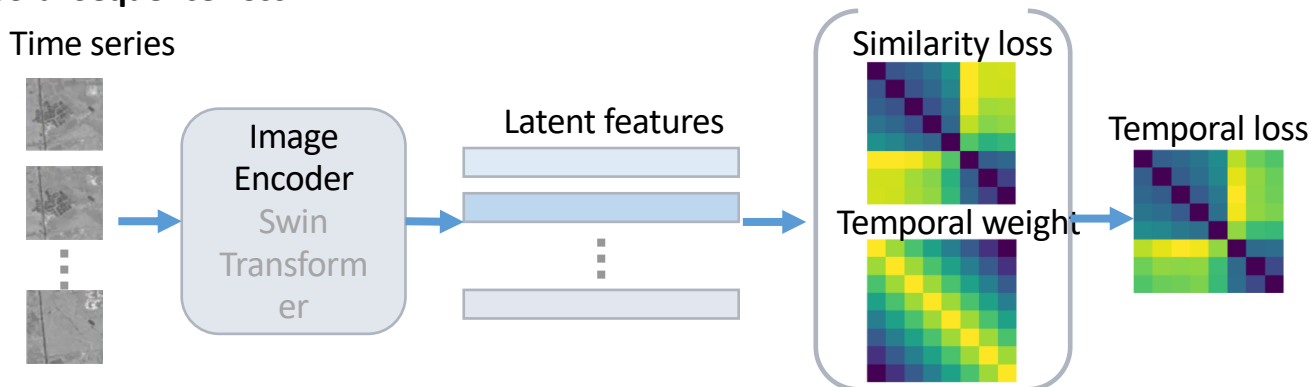 Time series
Image
Encoder
Swin
Transform
er
Latent features
Similarity loss
Temporal weight
Temporal loss